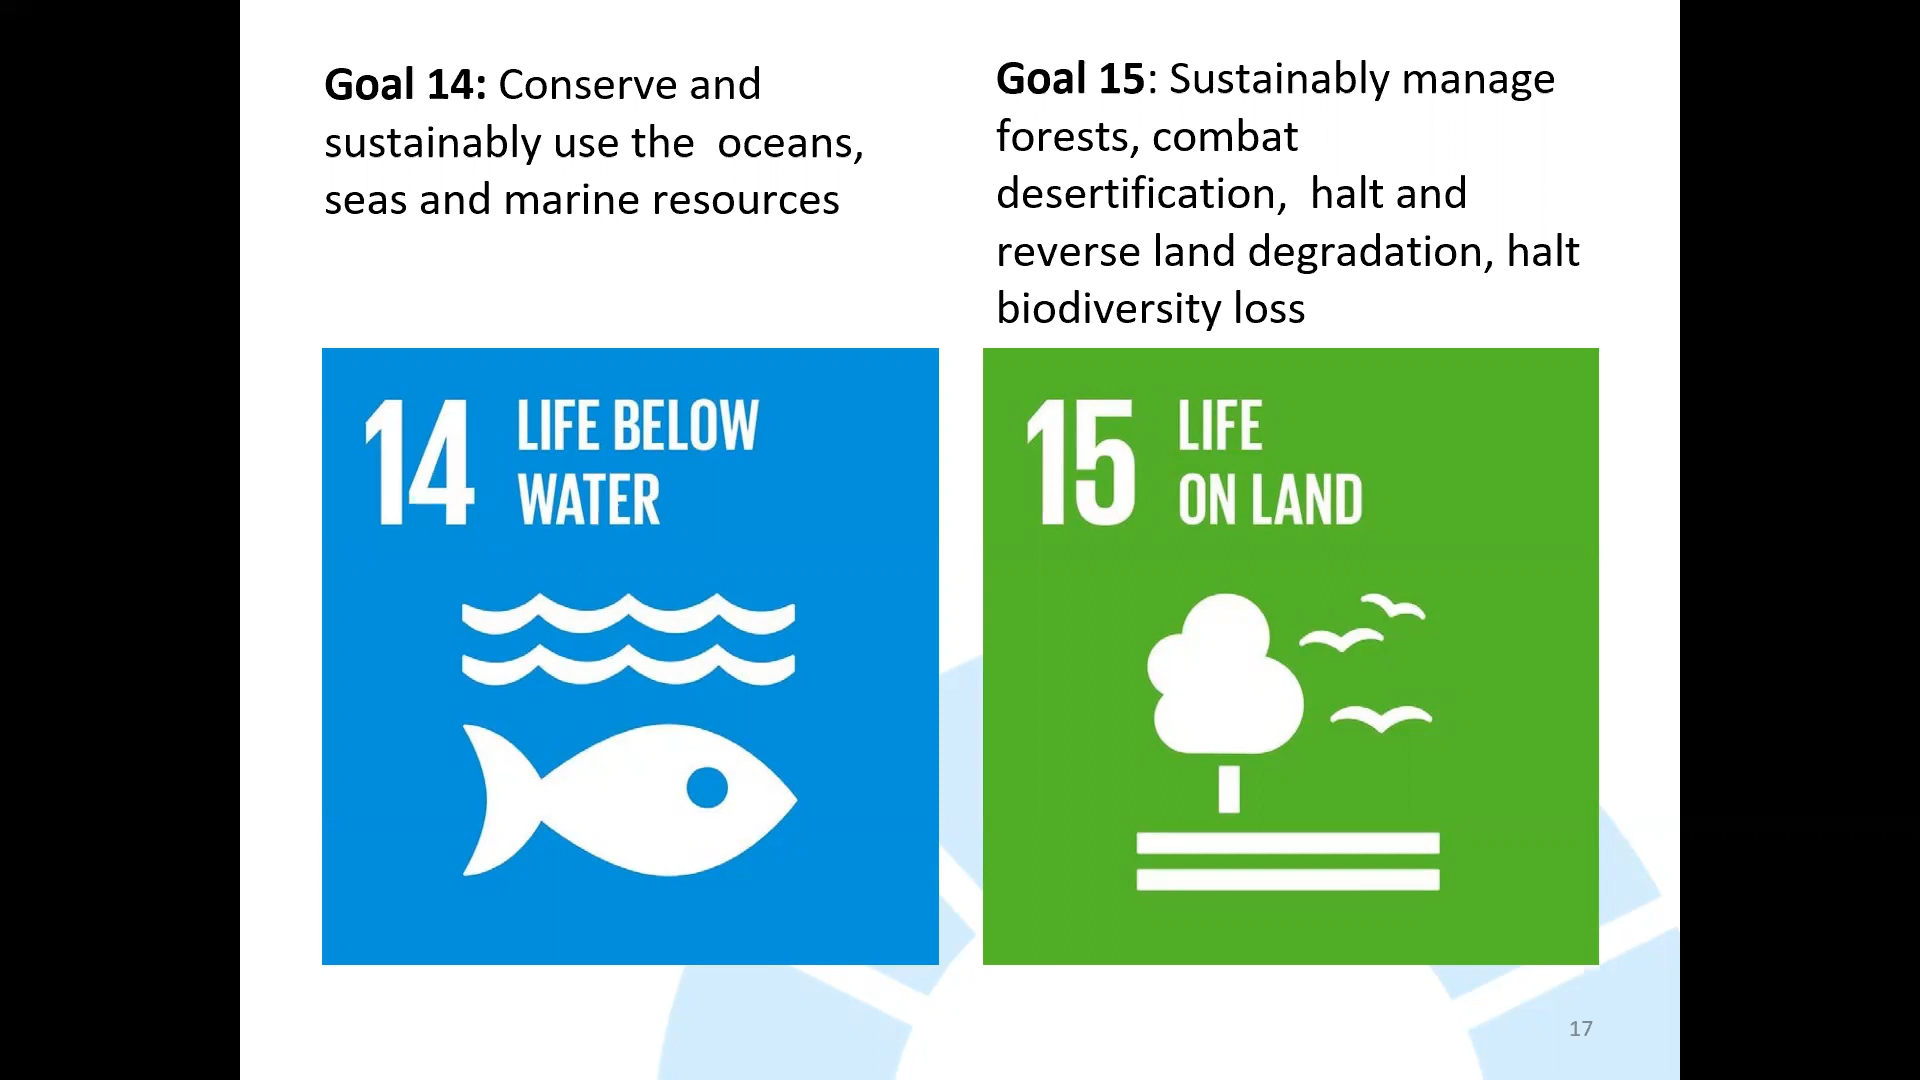 Goal 14: Conserve and
sustainably use the  oceans,
seas and marine resources
Goal 15: Sustainably manage
forests, combat
desertification,  halt and
reverse land degradation, halt
biodiversity loss
14 LIFE BELOW
WATER
15 LIFE
ON LAND
17